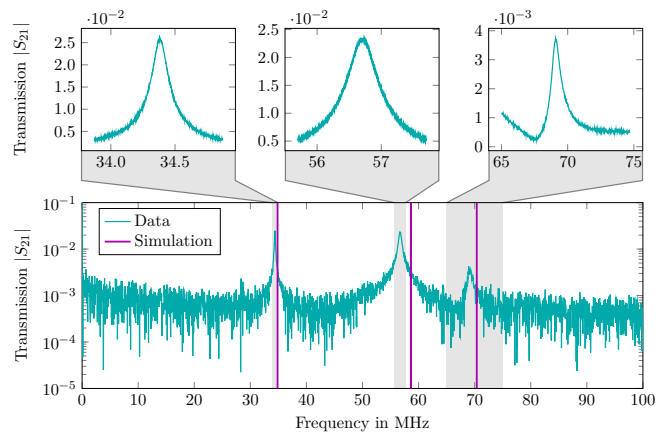 ·10⁻² ·10⁻² ·10⁻³
Transmission |S₂₁|
2.5 2.0 1.5 1.0 0.5
34.0 34.5
2.5 2.0 1.5 1.0 0.5
56 57
4 3 2 1 0
65 70 75
Transmission |S₂₁|
10⁻¹
10⁻²
10⁻³
10⁻⁴
10⁻⁵
Data
Simulation
0 10 20 30 40 50 60 70 80 90 100
Frequency in MHz